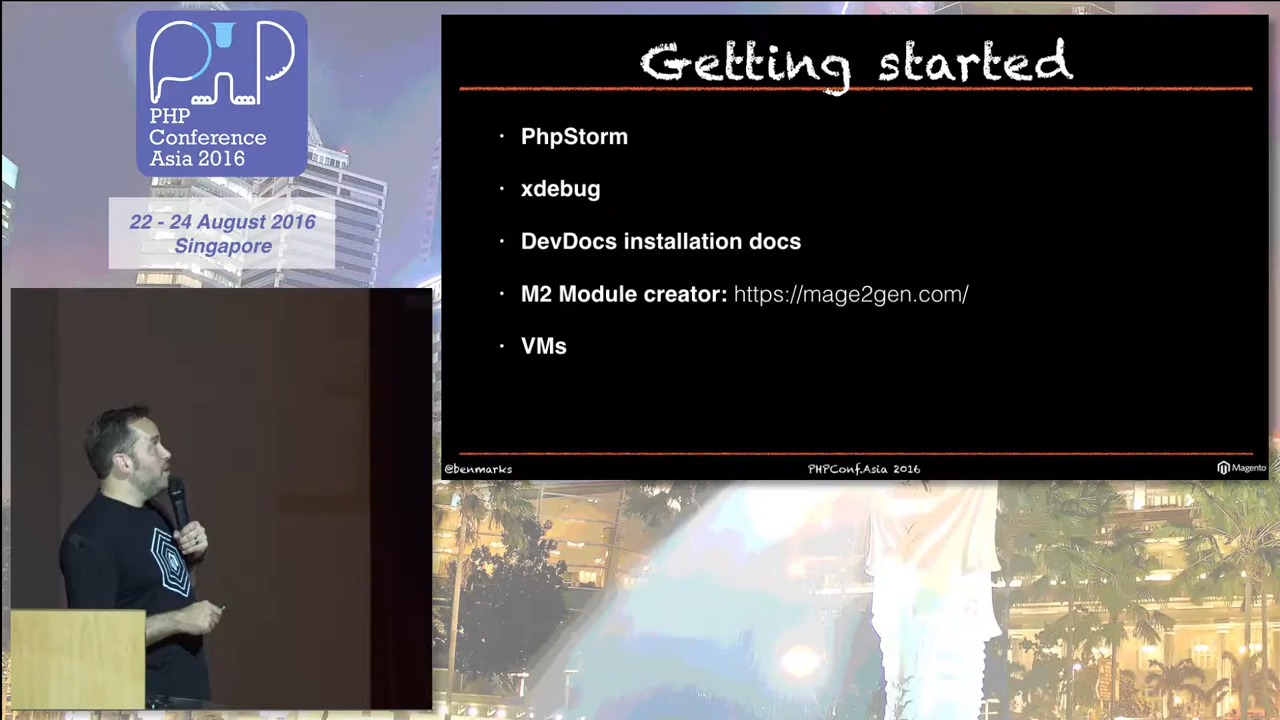 PHP
Conference
Asia 2016
22 - 24 August 2016
Singapore
Getting started
· PhpStorm
· xdebug
· DevDocs installation docs
· M2 Module creator: https://mage2gen.com/
· VMs
@benmarks
PHPConf.Asia 2016
Magento